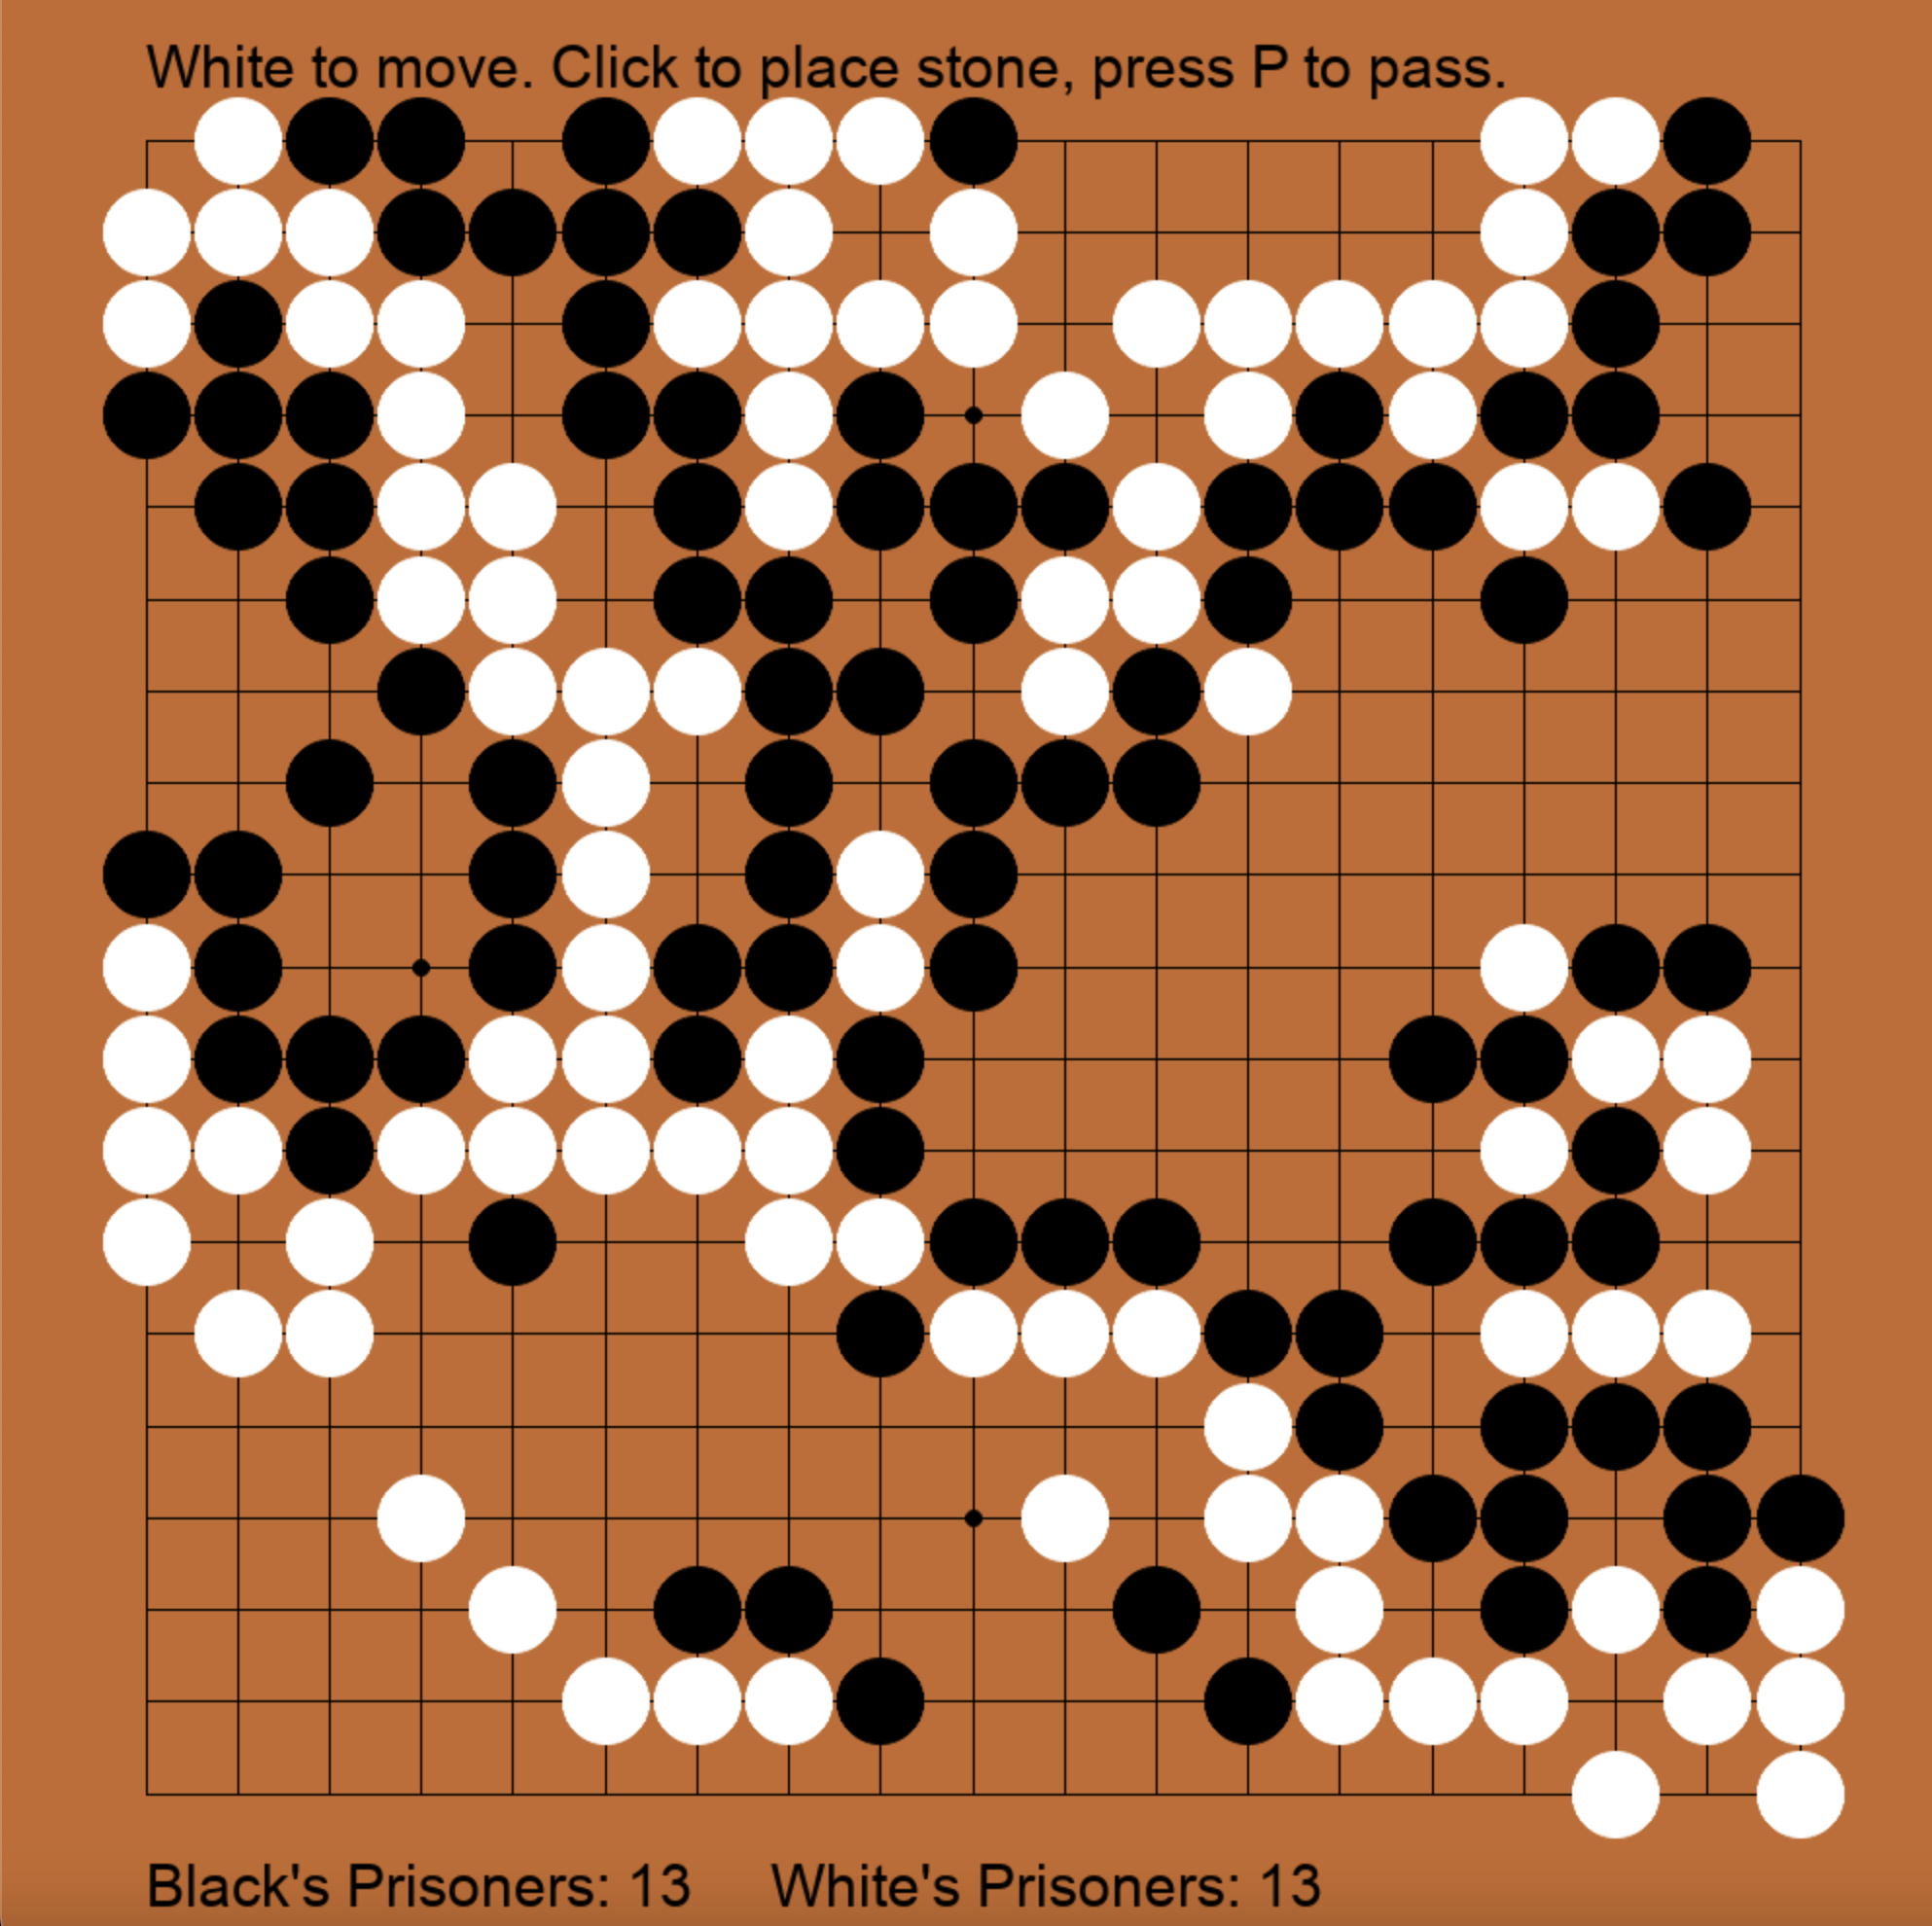 White to move. Click to place stone, press P to pass.
Black's Prisoners: 13 White's Prisoners: 13